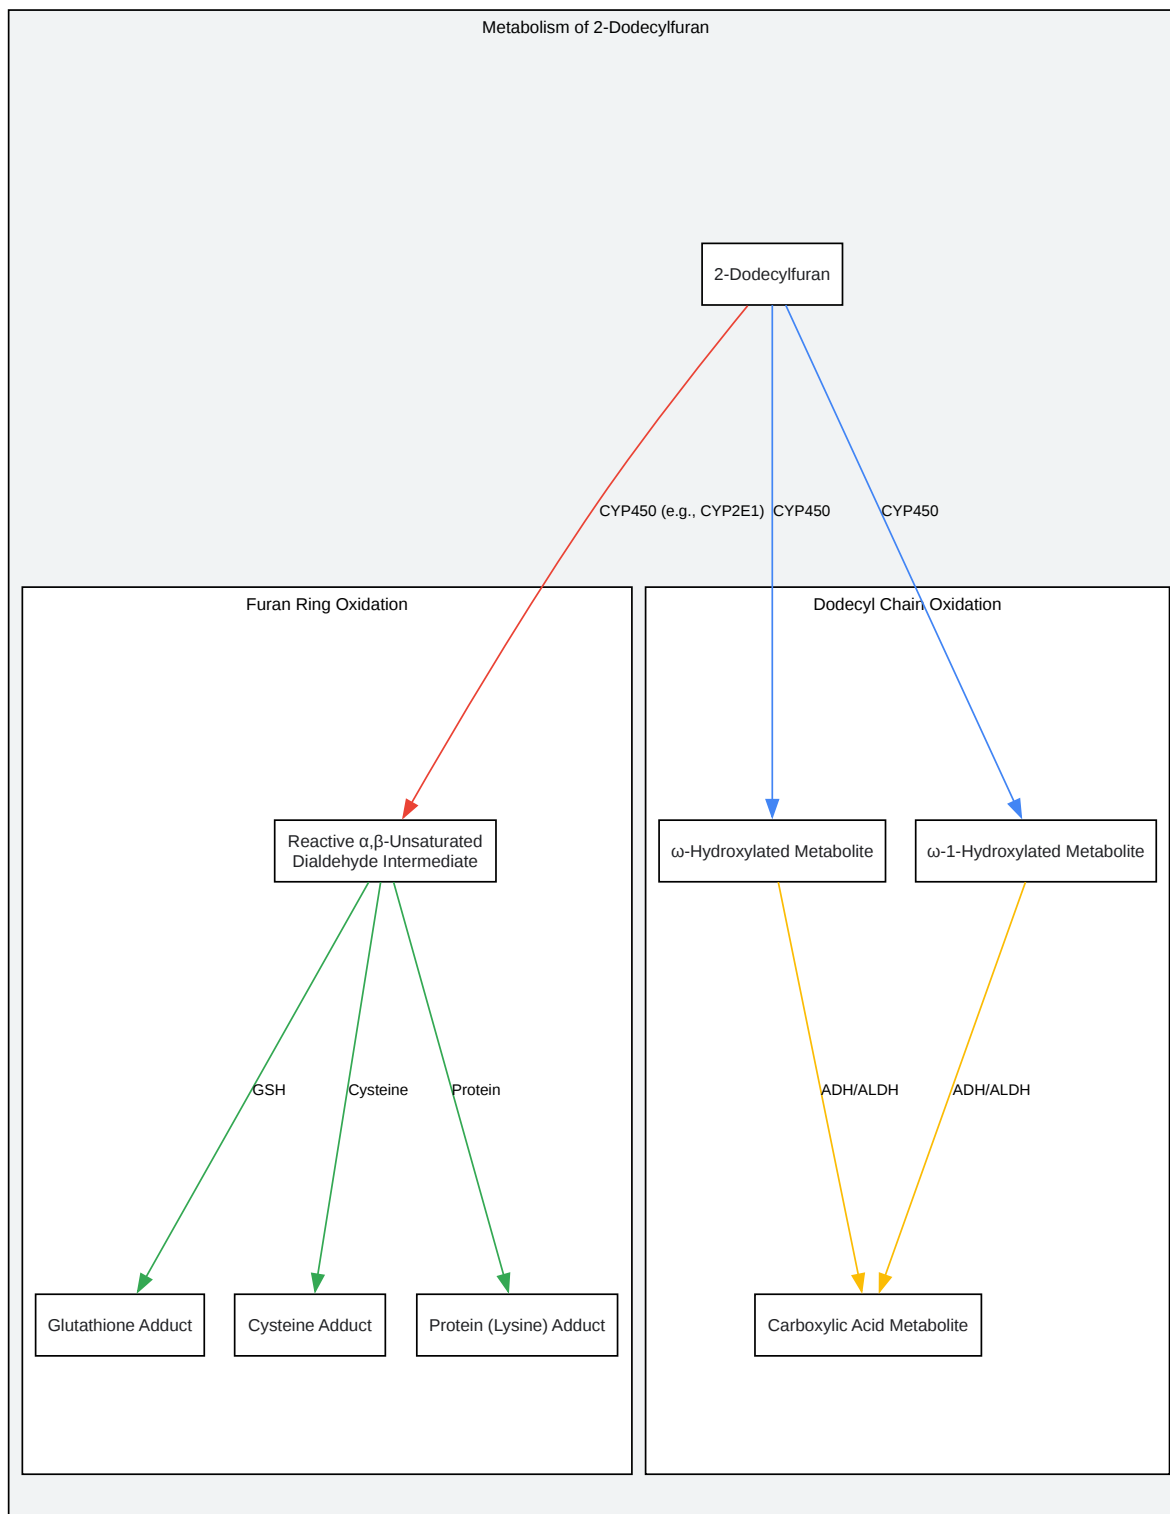 Metabolism of 2-Dodecylfuran
2-Dodecylfuran
CYP450 (e.g., CYP2E1)
CYP450
CYP450
Furan Ring Oxidation
Dodecyl Chain Oxidation
Reactive α,β-Unsaturated
Dialdehyde Intermediate
ω-Hydroxylated Metabolite
ω-1-Hydroxylated Metabolite
GSH
Cysteine
Protein
ADH/ALDH
ADH/ALDH
Glutathione Adduct
Cysteine Adduct
Protein (Lysine) Adduct
Carboxylic Acid Metabolite